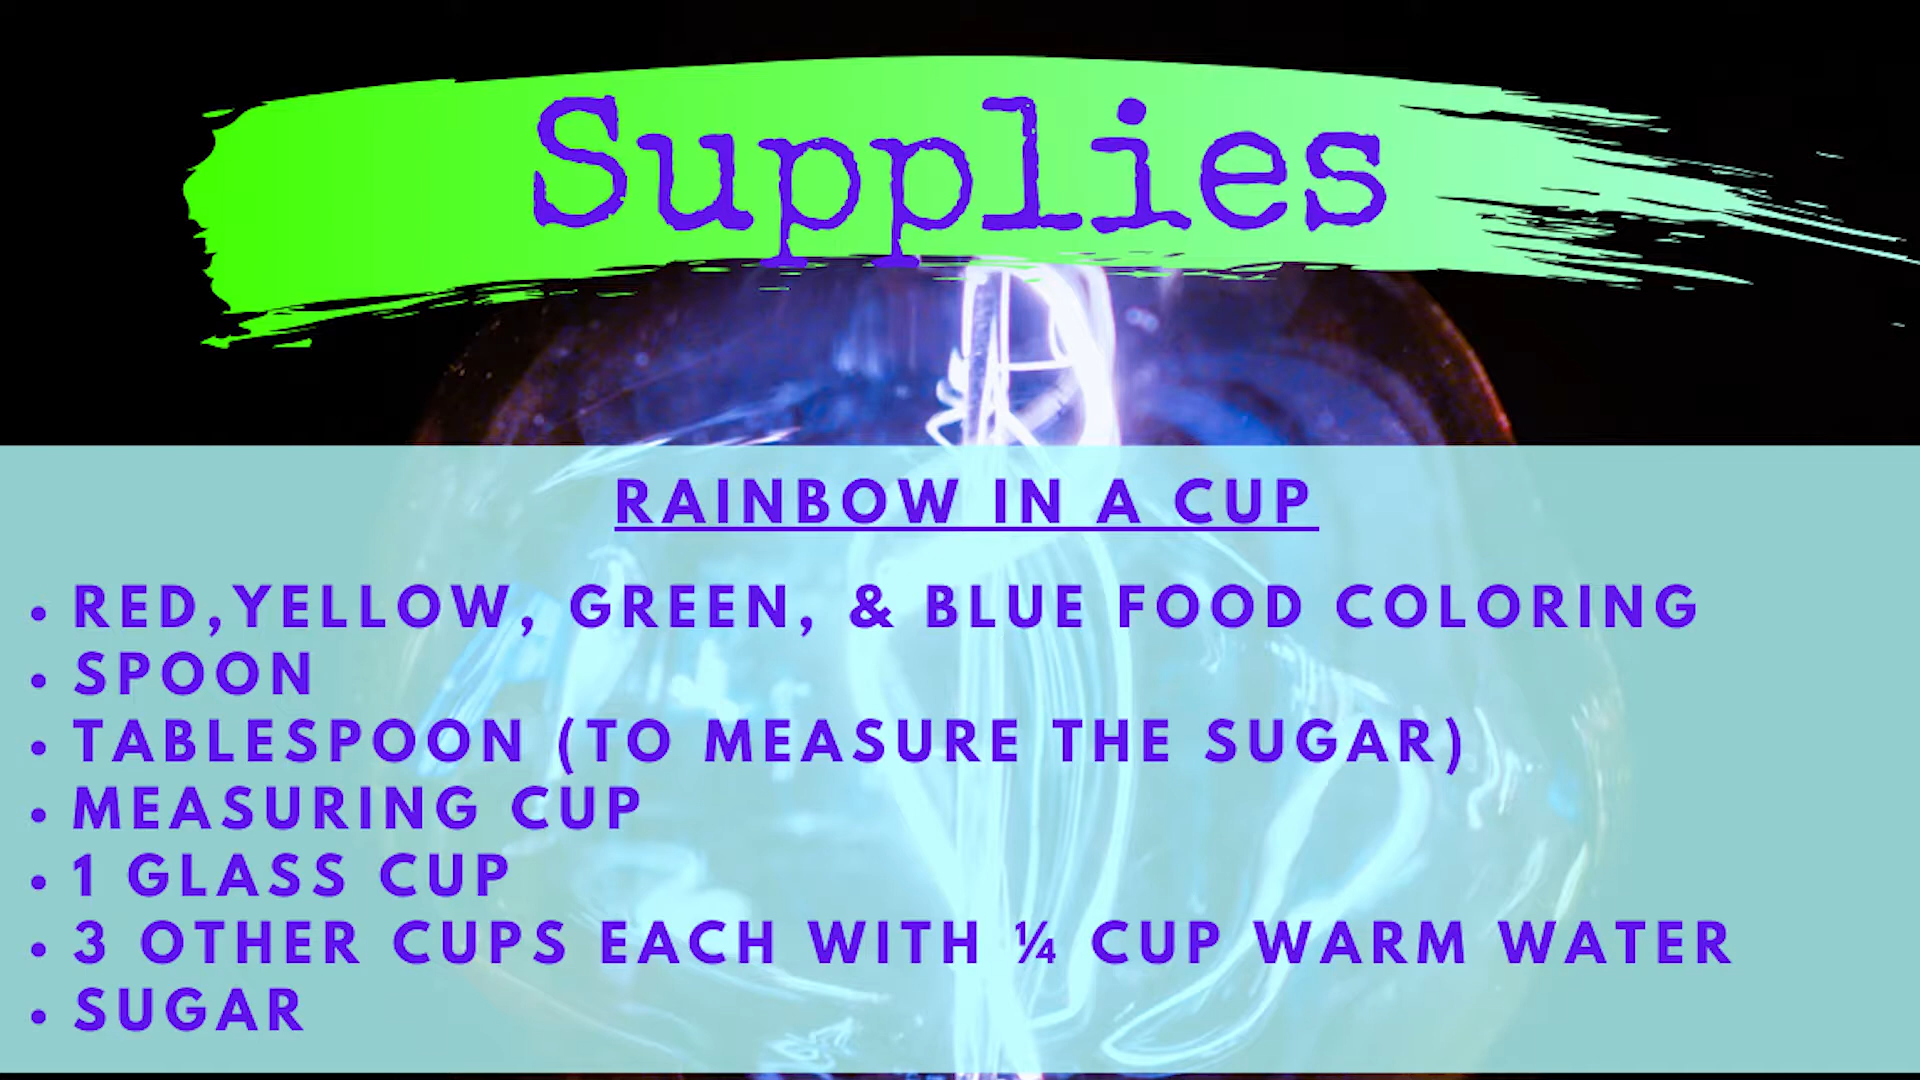 Supplies
RAINBOW IN A CUP
• RED,YELLOW, GREEN, & BLUE FOOD COLORING
• SPOON
• TABLESPOON (TO MEASURE THE SUGAR)
• MEASURING CUP
• 1 GLASS CUP
• 3 OTHER CUPS EACH WITH ¼ CUP WARM WATER
• SUGAR